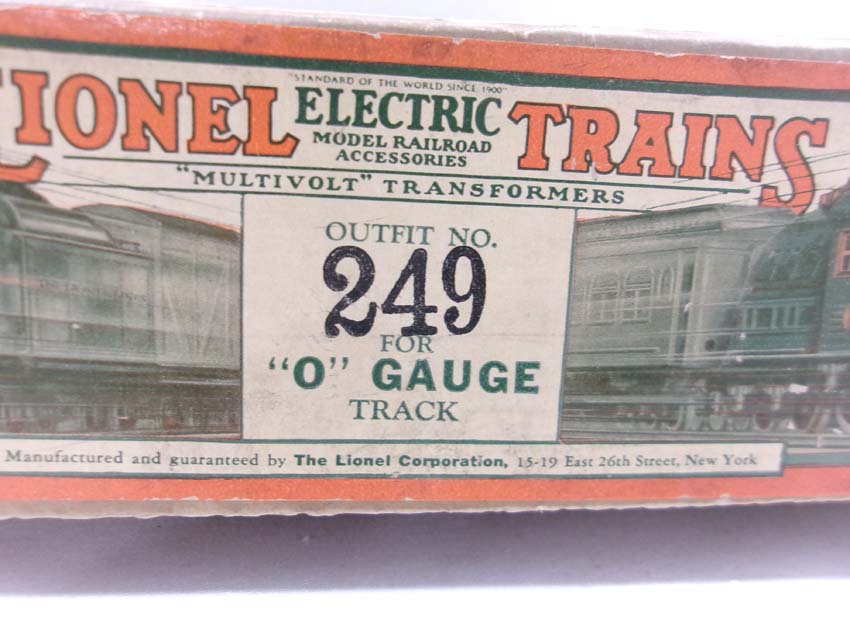 "STANDARD OF THE WORLD SINCE 1900"
LIONEL ELECTRIC TRAINS
MODEL RAILROAD
ACCESSORIES
"MULTIVOLT" TRANSFORMERS
OUTFIT NO.
249
FOR
"O" GAUGE
TRACK
Manufactured and guaranteed by The Lionel Corporation, 15-19 East 26th Street, New York